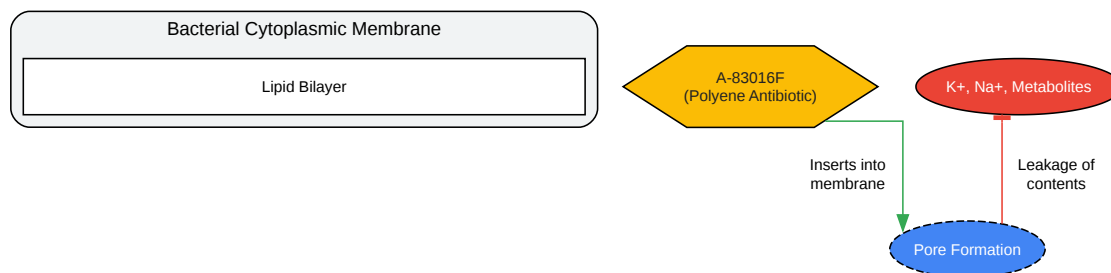 Bacterial Cytoplasmic Membrane
Lipid Bilayer
A-83016F
(Polyene Antibiotic)
K+, Na+, Metabolites
Inserts into
membrane
Leakage of
contents
Pore Formation